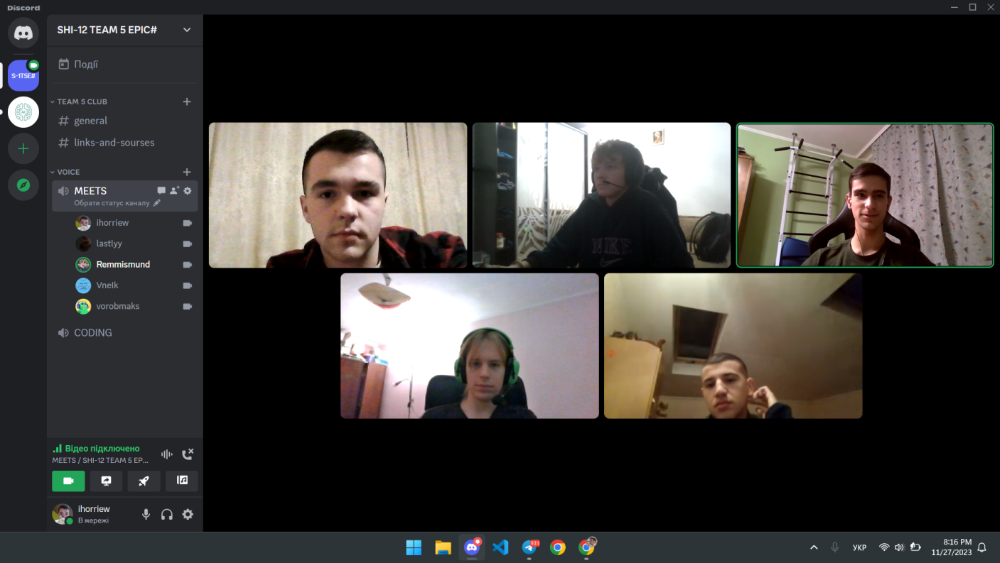 Discord
SHI-12 TEAM 5 EPIC#
S-1T5E#
Події
TEAM 5 CLUB
general
links-and-sourses
VOICE
MEETS
Обрати статус каналу
ihorriew
lastlyy
Remmismund
Vnelk
vorobmaks
CODING
NIKE
Відео підключено
MEETS / SHI-12 TEAM 5 EP...
ihorriew
В мережі
931
УКР
8:16 PM
11/27/2023